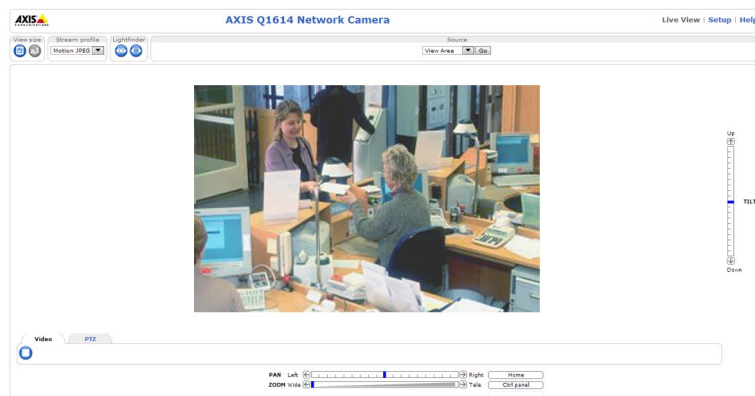 AXIS
COMMUNICATIONS
AXIS Q1614 Network Camera
Live View | Setup | Help
View size
Stream profile
Lightfinder
Source
Motion JPEG
View Area
Go
Up
TILT
Down
Video
PTZ
PAN Left
Right
Home
ZOOM Wide
Tele
Ctrl panel